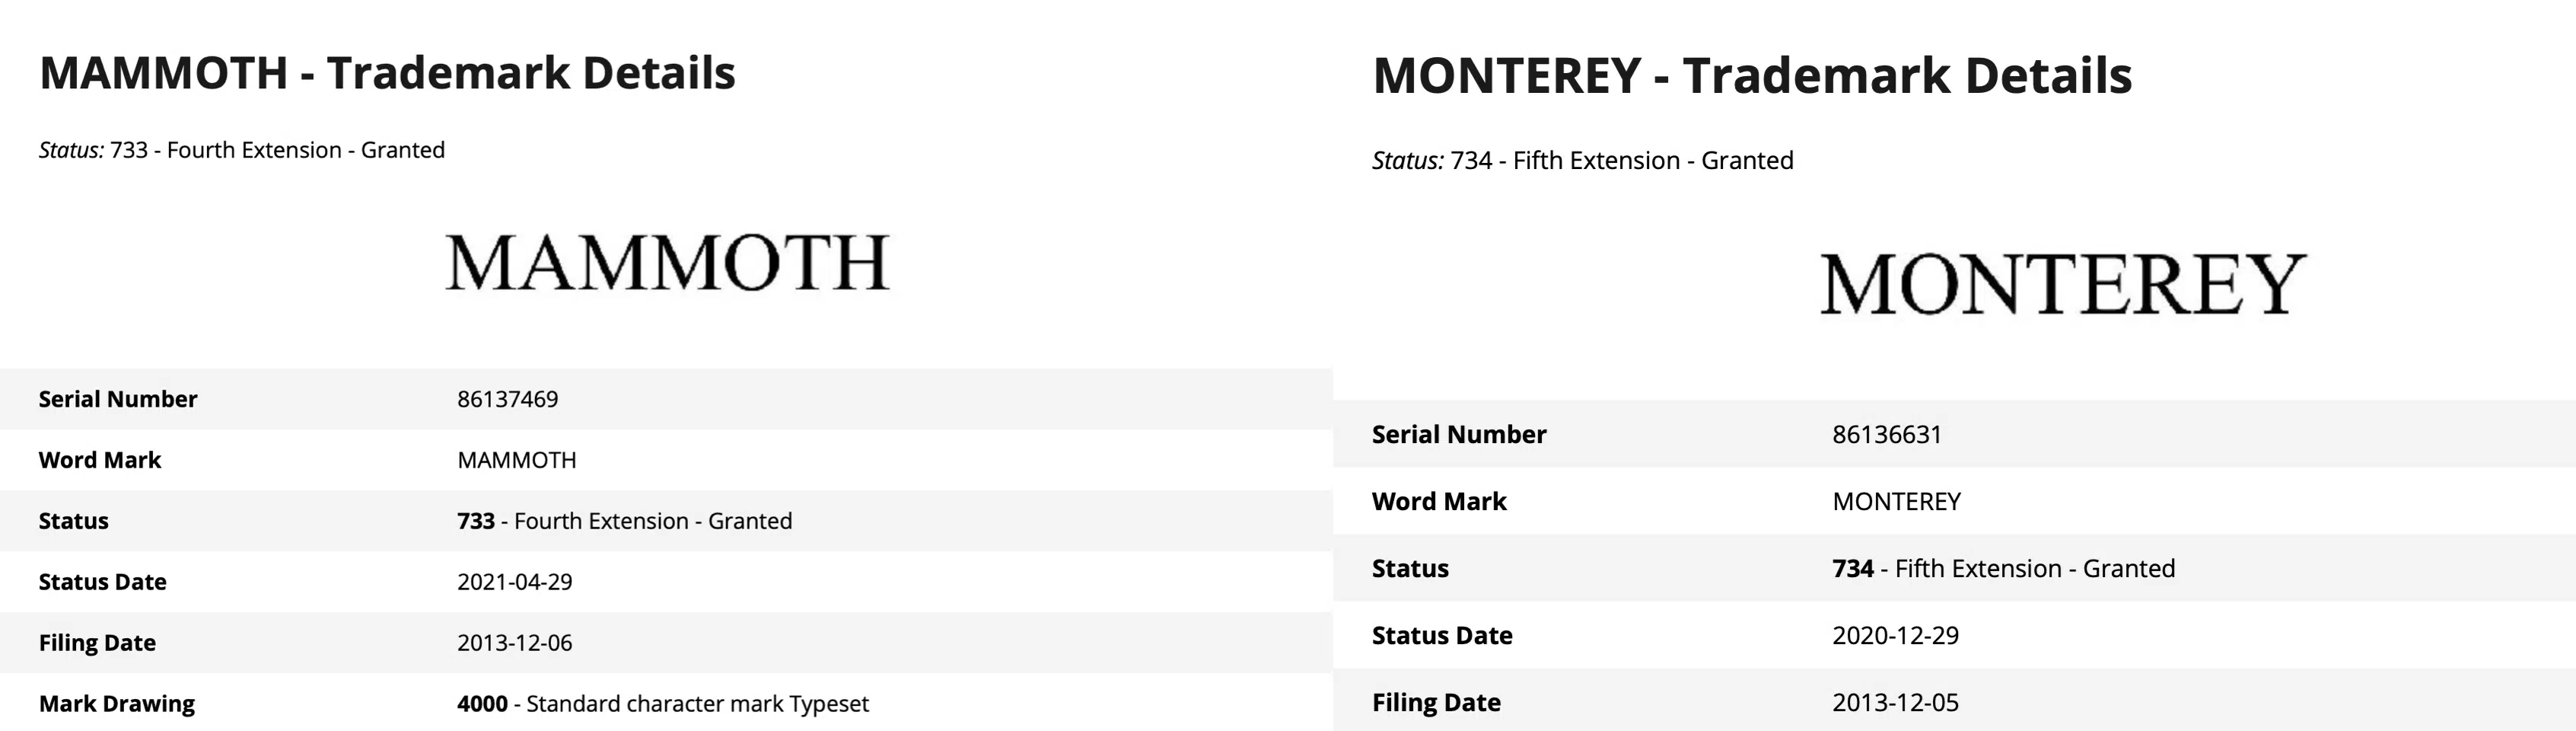 MAMMOTH - Trademark Details
Status: 733 - Fourth Extension - Granted
MAMMOTH
Serial Number 86137469
Word Mark MAMMOTH
Status 733 - Fourth Extension - Granted
Status Date 2021-04-29
Filing Date 2013-12-06
Mark Drawing 4000 - Standard character mark Typeset
MONTEREY - Trademark Details
Status: 734 - Fifth Extension - Granted
MONTEREY
Serial Number 86136631
Word Mark MONTEREY
Status 734 - Fifth Extension - Granted
Status Date 2020-12-29
Filing Date 2013-12-05